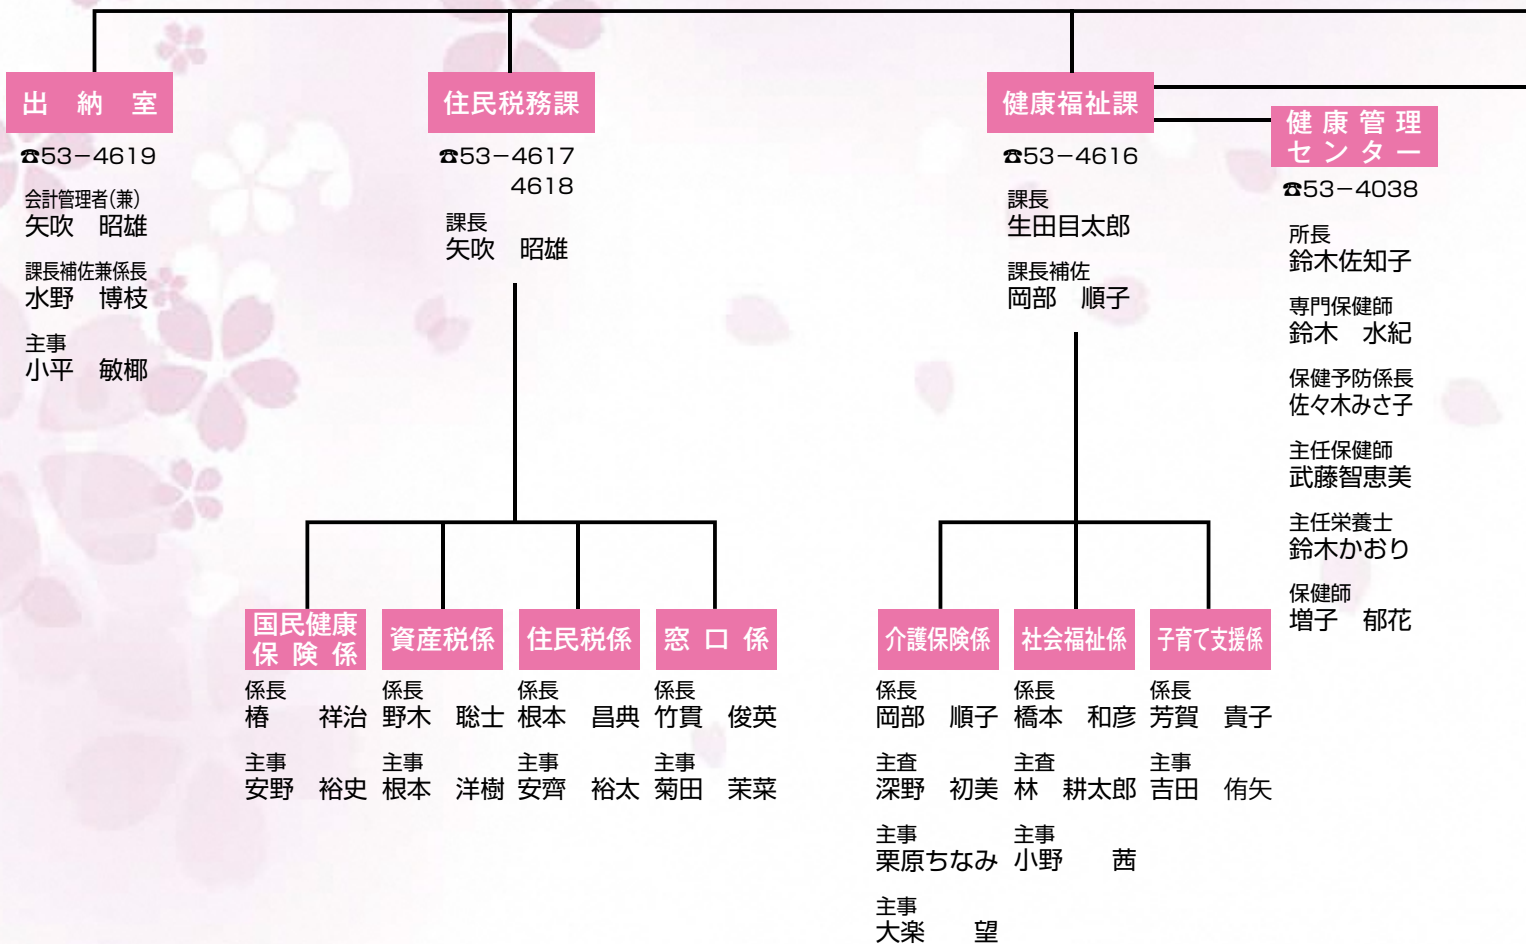 出　納　室
☎53－4619
会計管理者(兼)
矢吹　昭雄
課長補佐兼係長
水野　博枝
主事
小平　敏梛
住民税務課
☎53－4617
4618
課長
矢吹　昭雄
国民健康
保険係
係長
椿　　祥治
主事
安野　裕史
資産税係
係長
野木　聡士
主事
根本　洋樹
住民税係
係長
根本　昌典
主事
安齊　裕太
窓口係
係長
竹貫　俊英
主事
菊田　茉菜
健康福祉課
☎53－4616
課長
生田目太郎
課長補佐
岡部　順子
介護保険係
係長
岡部　順子
主査
深野　初美
主事
栗原ちなみ
主事
大楽　　望
社会福祉係
係長
橋本　和彦
主査
林　耕太郎
主事
小野　　茜
子育て支援係
係長
芳賀　貴子
主事
吉田　侑矢
健康管理
センター
☎53－4038
所長
鈴木佐知子
専門保健師
鈴木　水紀
保健予防係長
佐々木みさ子
主任保健師
武藤智恵美
主任栄養士
鈴木かおり
保健師
増子　郁花